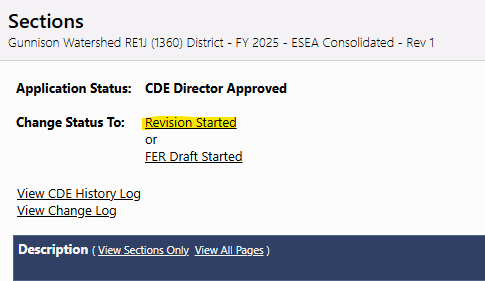 Sections
Gunnison Watershed RE1J (1360) District - FY 2025 - ESEA Consolidated - Rev 1
Application Status: CDE Director Approved
Change Status To: Revision Started
or
FER Draft Started
View CDE History Log
View Change Log
Description ( View Sections Only View All Pages )